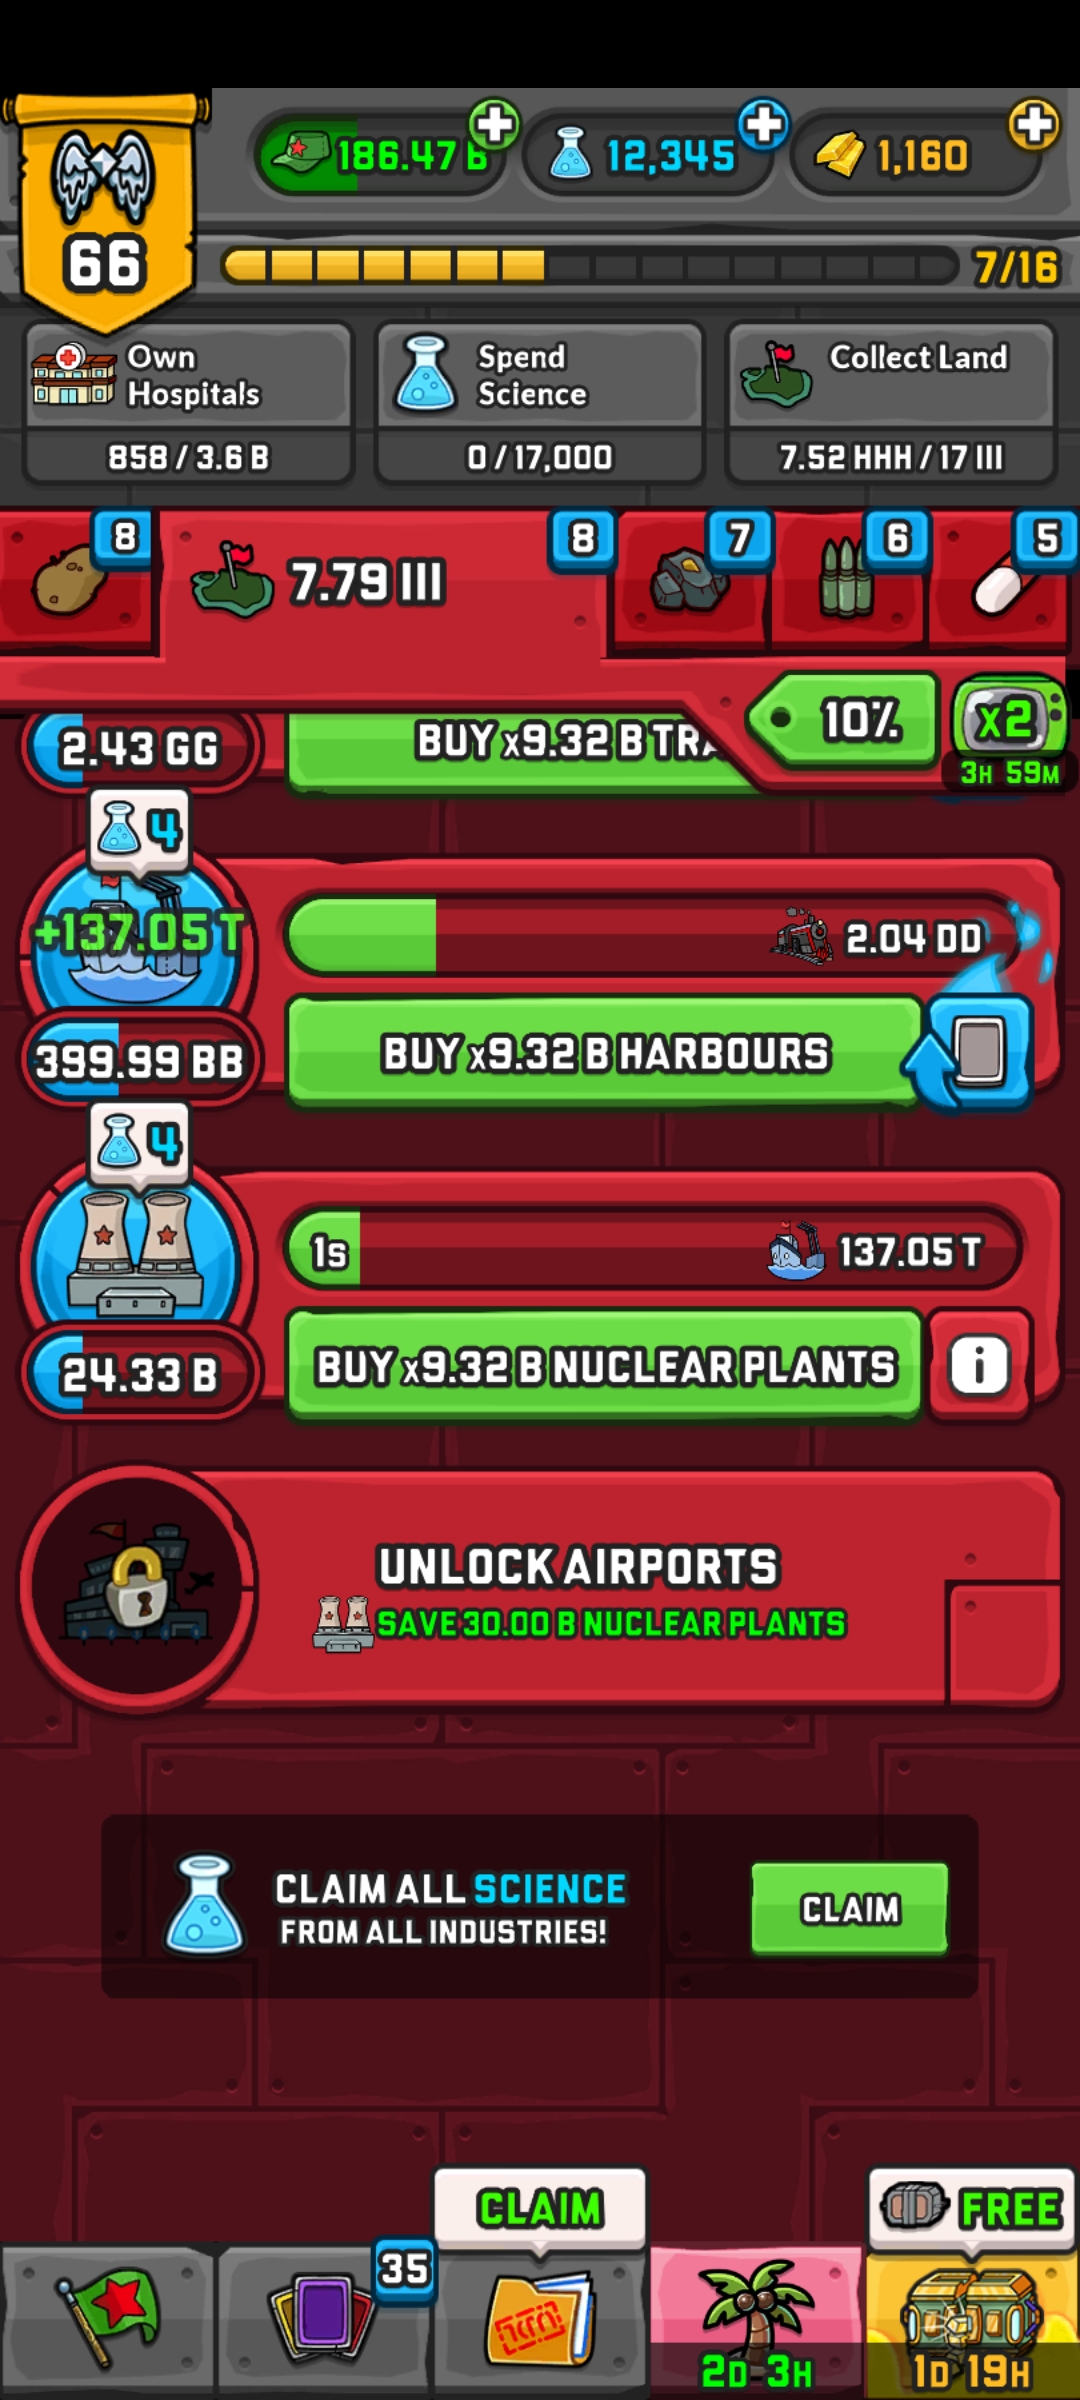 66
186.47 B
12,345
1,160
7/16
Own
Hospitals
858 / 3.6 B
Spend
Science
0 / 17,000
Collect Land
7.52 HHH / 17 III
8
7.79 III
8
7
6
5
10%
x2
3H 59M
2.43 GG
BUY x9.32 B TRA
4
+137.05 T
2.04 DD
399.99 BB
BUY x9.32 B HARBOURS
4
1s
137.05 T
24.33 B
BUY x9.32 B NUCLEAR PLANTS
i
UNLOCK AIRPORTS
SAVE 30.00 B NUCLEAR PLANTS
CLAIM ALL SCIENCE
FROM ALL INDUSTRIES!
CLAIM
CLAIM
FREE
35
2D 3H
1D 19H